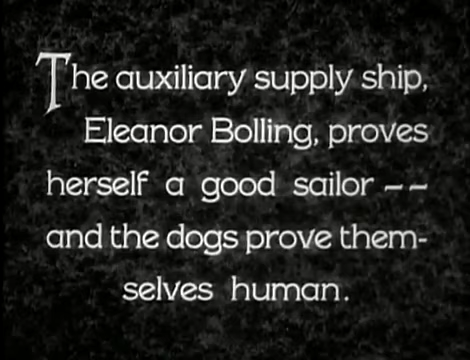 The auxiliary supply ship,
Eleanor Bolling, proves
herself a good sailor --
and the dogs prove them-
selves human.